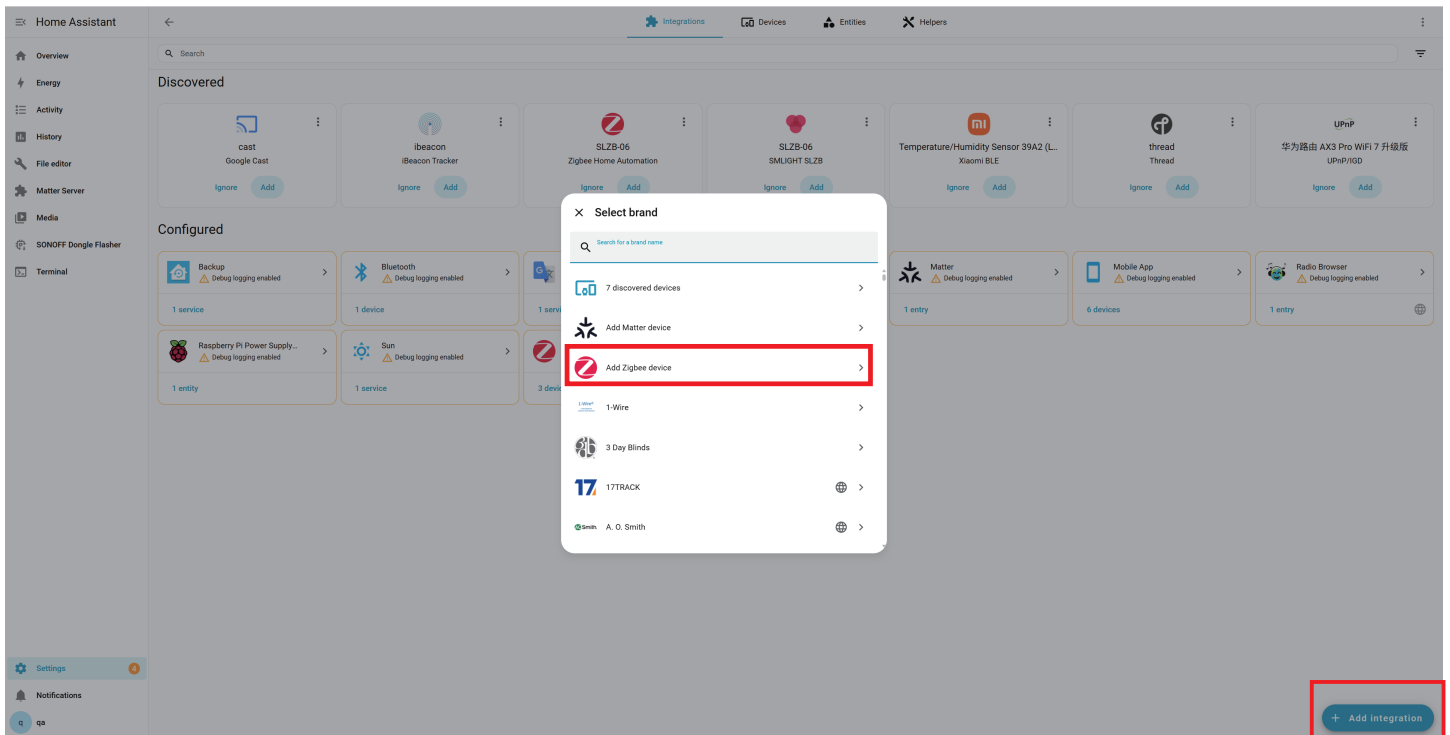 Home Assistant
Integrations
Devices
Entities
Helpers
Overview
Energy
Activity
History
File editor
Matter Server
Media
SONOFF Dongle Flasher
Terminal
Settings
4
Notifications
q
qa
Search
Discovered
cast
Google Cast
Ignore
Add
ibeacon
iBeacon Tracker
Ignore
Add
SLZB-06
Zigbee Home Automation
Ignore
Add
SLZB-06
SMLIGHT SLZB
Ignore
Add
Temperature/Humidity Sensor 39A2 (L...
Xiaomi BLE
Ignore
Add
thread
Thread
Ignore
Add
UPnP
华为路由 AX3 Pro WiFi 7 升级版
UPnP/IGD
Ignore
Add
Configured
Backup
Debug logging enabled
1 service
Bluetooth
Debug logging enabled
1 device
1 servi
Matter
Debug logging enabled
1 entry
Mobile App
Debug logging enabled
6 devices
Radio Browser
Debug logging enabled
1 entry
Raspberry Pi Power Supply...
Debug logging enabled
1 entity
Sun
Debug logging enabled
1 service
3 devic
Select brand
Search for a brand name
7 discovered devices
Add Matter device
Add Zigbee device
1-Wire
3 Day Blinds
17
17TRACK
A. O. Smith
+ Add integration